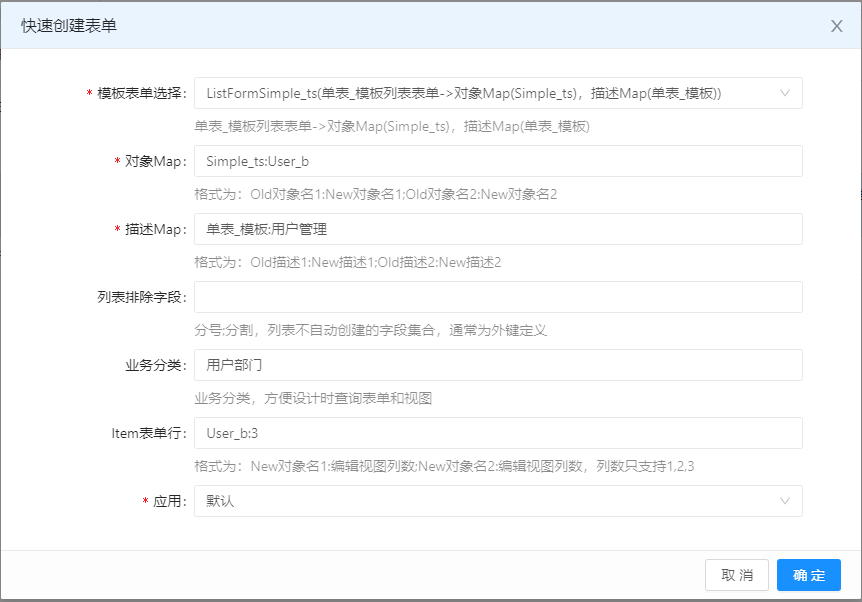 快速创建表单
* 模板表单选择: ListFormSimple_ts(单表_模板列表表单->对象Map(Simple_ts)，描述Map(单表_模板))
单表_模板列表表单->对象Map(Simple_ts)，描述Map(单表_模板)
* 对象Map: Simple_ts:User_b
格式为：Old对象名1:New对象名1;Old对象名2:New对象名2
* 描述Map: 单表_模板:用户管理
格式为：Old描述1:New描述1;Old描述2:New描述2
列表排除字段:
分号;分割，列表不自动创建的字段集合，通常为外键定义
业务分类: 用户部门
业务分类，方便设计时查询表单和视图
Item表单行: User_b:3
格式为：New对象名1:编辑视图列数;New对象名2:编辑视图列数，列数只支持1,2,3
* 应用: 默认
取 消 确 定